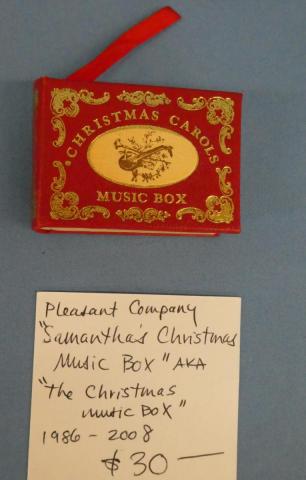 CHRISTMAS CAROLS
MUSIC BOX
Pleasant Company
"Samantha's Christmas
Music Box" AKA
"The Christmas
Music Box"
1986 - 2008
$30 —